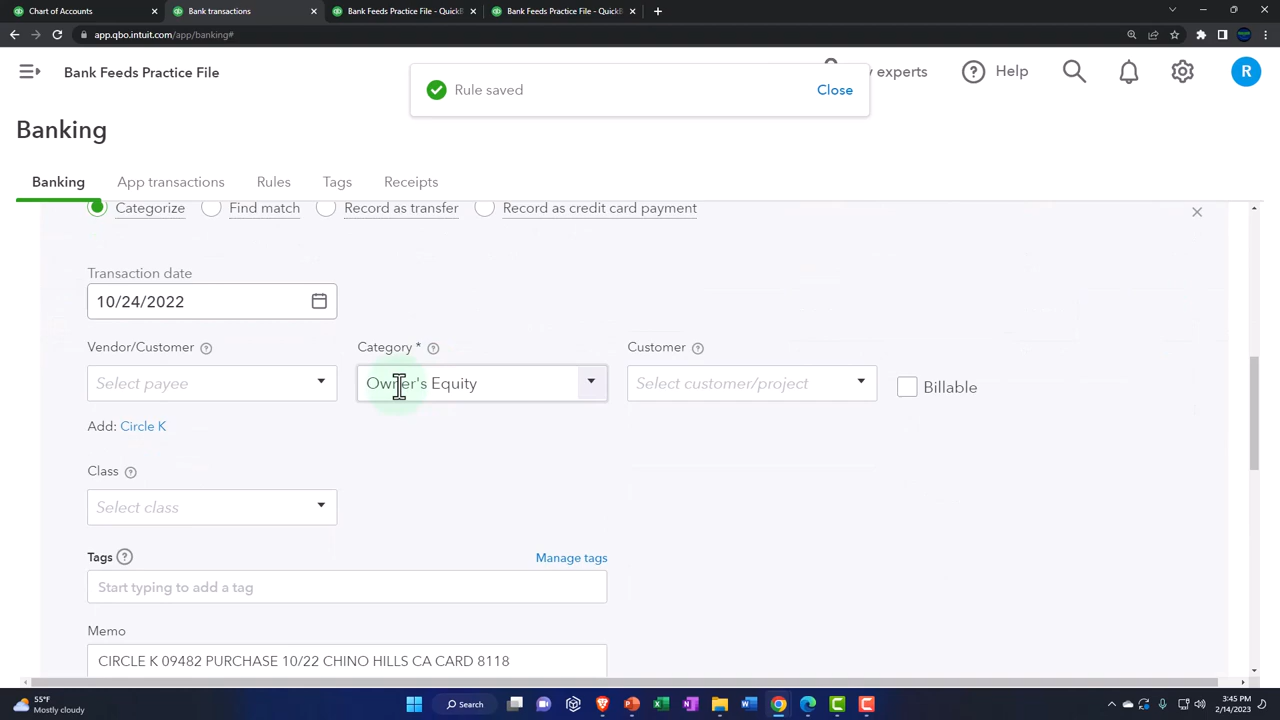 Chart of Accounts
Bank transactions
Bank Feeds Practice File - QuickB
Bank Feeds Practice File - QuickB
app.qbo.intuit.com/app/banking#
Bank Feeds Practice File
Rule saved
Close
y experts
Help
R
Banking
Banking
App transactions
Rules
Tags
Receipts
Categorize
Find match
Record as transfer
Record as credit card payment
Transaction date
10/24/2022
Vendor/Customer
Category *
Customer
Select payee
Owner's Equity
Select customer/project
Billable
Add: Circle K
Class
Select class
Tags
Manage tags
Start typing to add a tag
Memo
CIRCLE K 09482 PURCHASE 10/22 CHINO HILLS CA CARD 8118
55°F
Mostly cloudy
Search
3:45 PM
2/14/2023